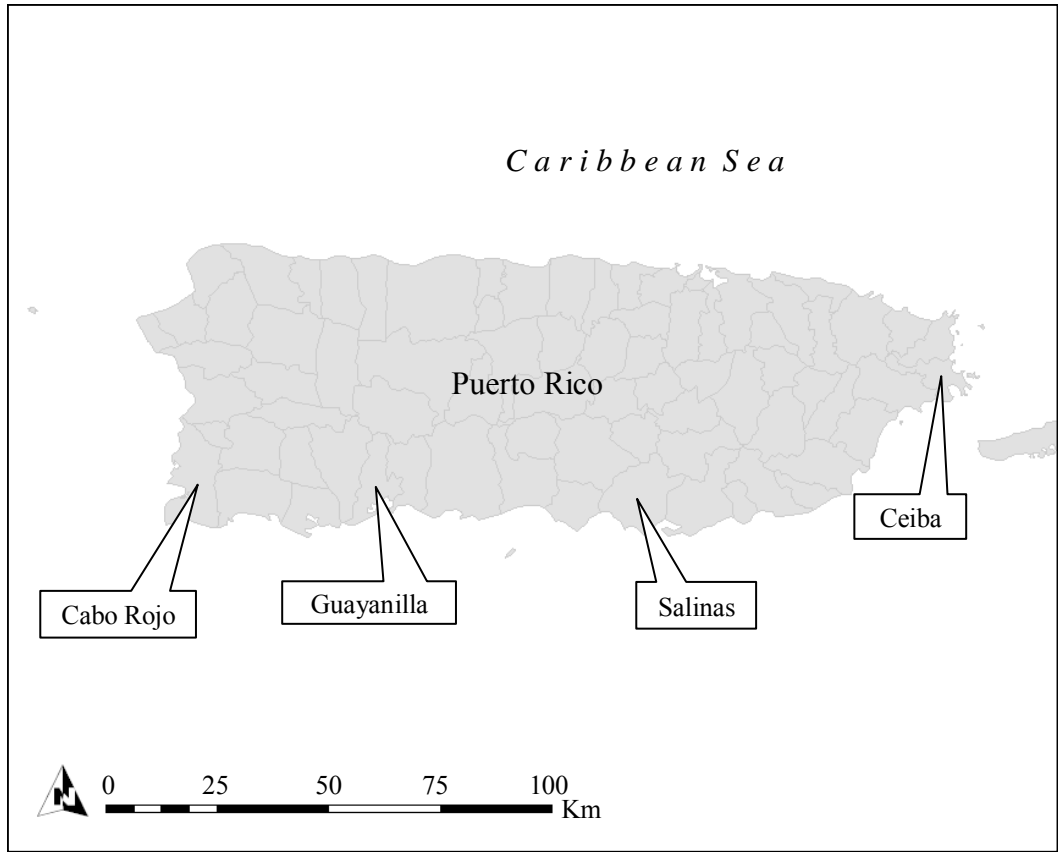 Caribbean Sea
Puerto Rico
Ceiba
Cabo Rojo
Guayanilla
Salinas
N
0 25 50 75 100
Km